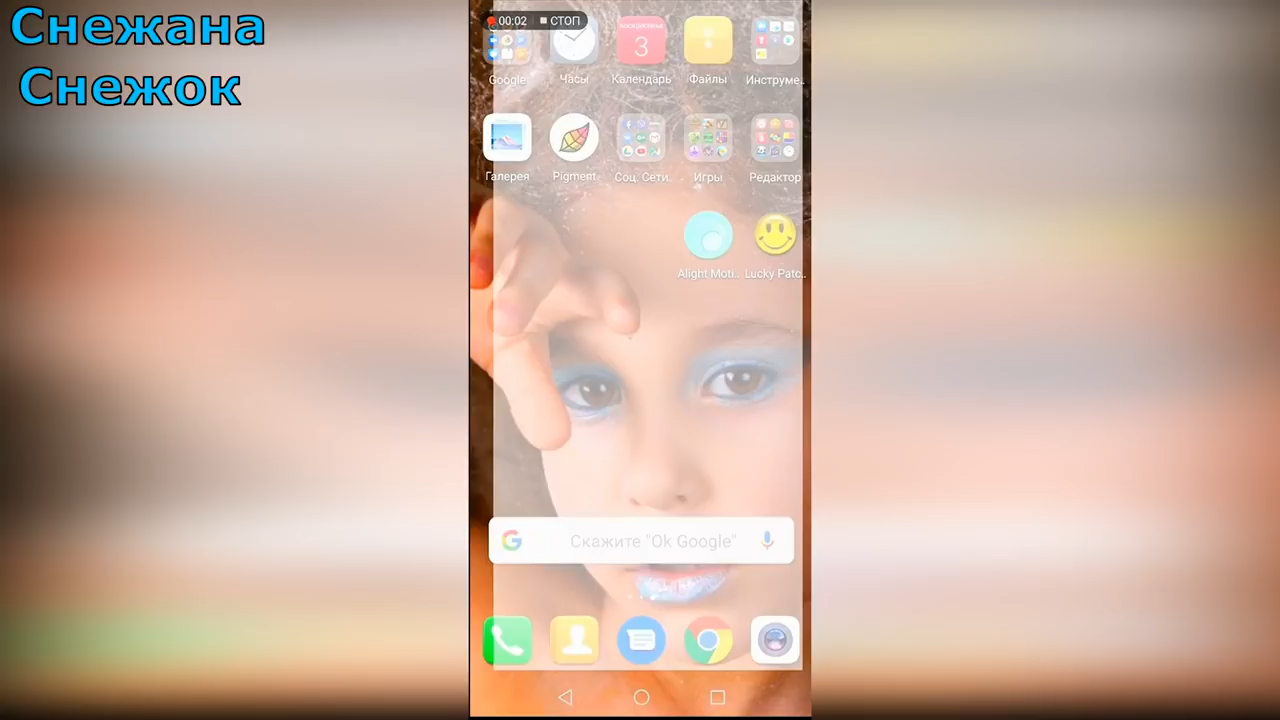 Снежана
Снежок
00:02 СТОП
Google Часы Календарь Файлы Инструме..
воскресенье
3
Галерея Pigment Соц. Сети.. Игры Редактор
Alight Moti.. Lucky Patc..
Скажите "Ok Google"